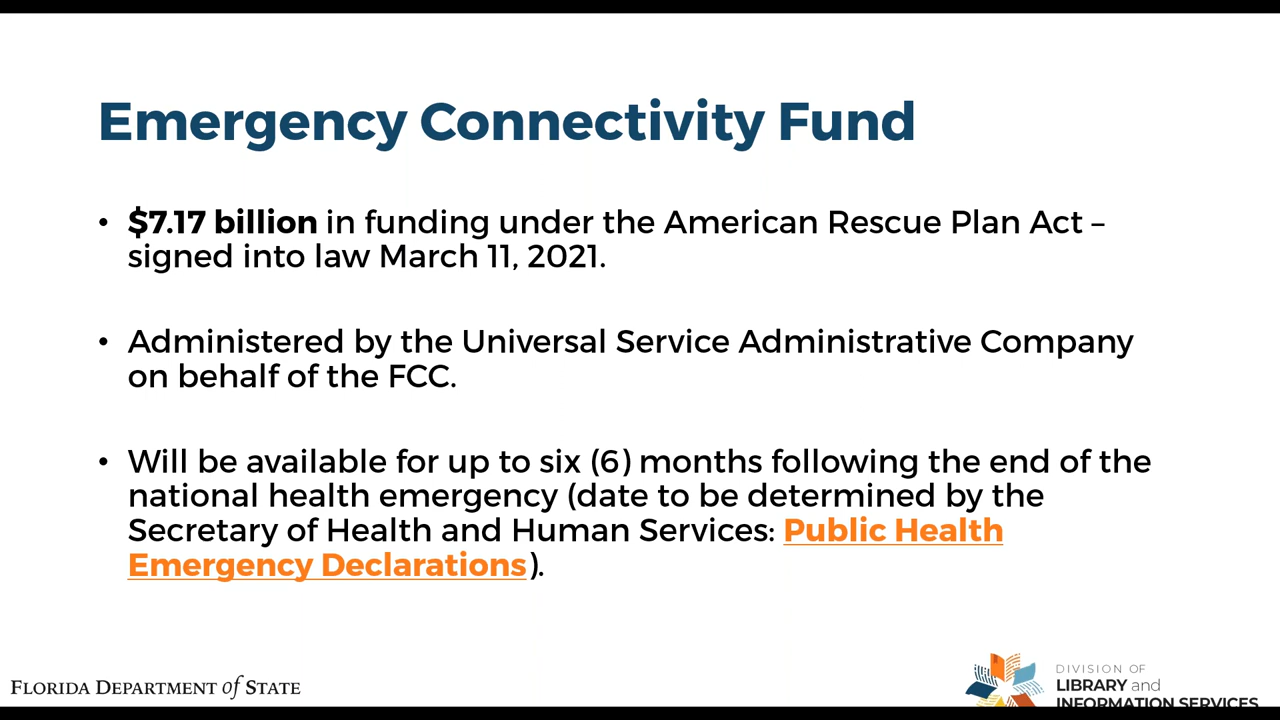 Emergency Connectivity Fund
• $7.17 billion in funding under the American Rescue Plan Act –
signed into law March 11, 2021.
• Administered by the Universal Service Administrative Company
on behalf of the FCC.
• Will be available for up to six (6) months following the end of the
national health emergency (date to be determined by the
Secretary of Health and Human Services: Public Health
Emergency Declarations).
FLORIDA DEPARTMENT of STATE
DIVISION OF
LIBRARY and
INFORMATION SERVICES